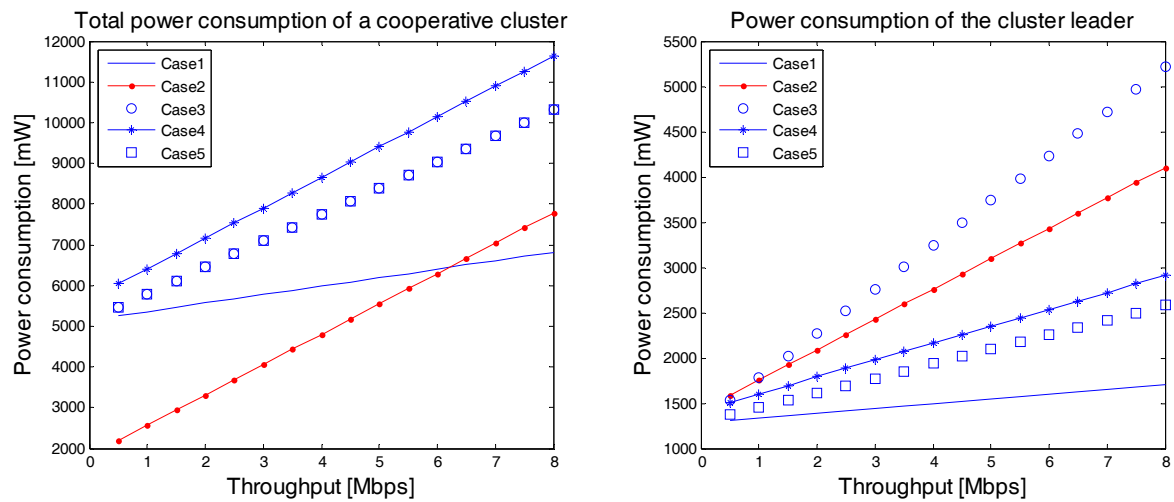 Total power consumption of a cooperative cluster
12000
11000
10000
9000
8000
7000
6000
5000
4000
3000
2000
Power consumption [mW]
Case1
Case2
Case3
Case4
Case5
0 1 2 3 4 5 6 7 8
Throughput [Mbps]
Power consumption of the cluster leader
5500
5000
4500
4000
3500
3000
2500
2000
1500
1000
Power consumption [mW]
Case1
Case2
Case3
Case4
Case5
0 1 2 3 4 5 6 7 8
Throughput [Mbps]